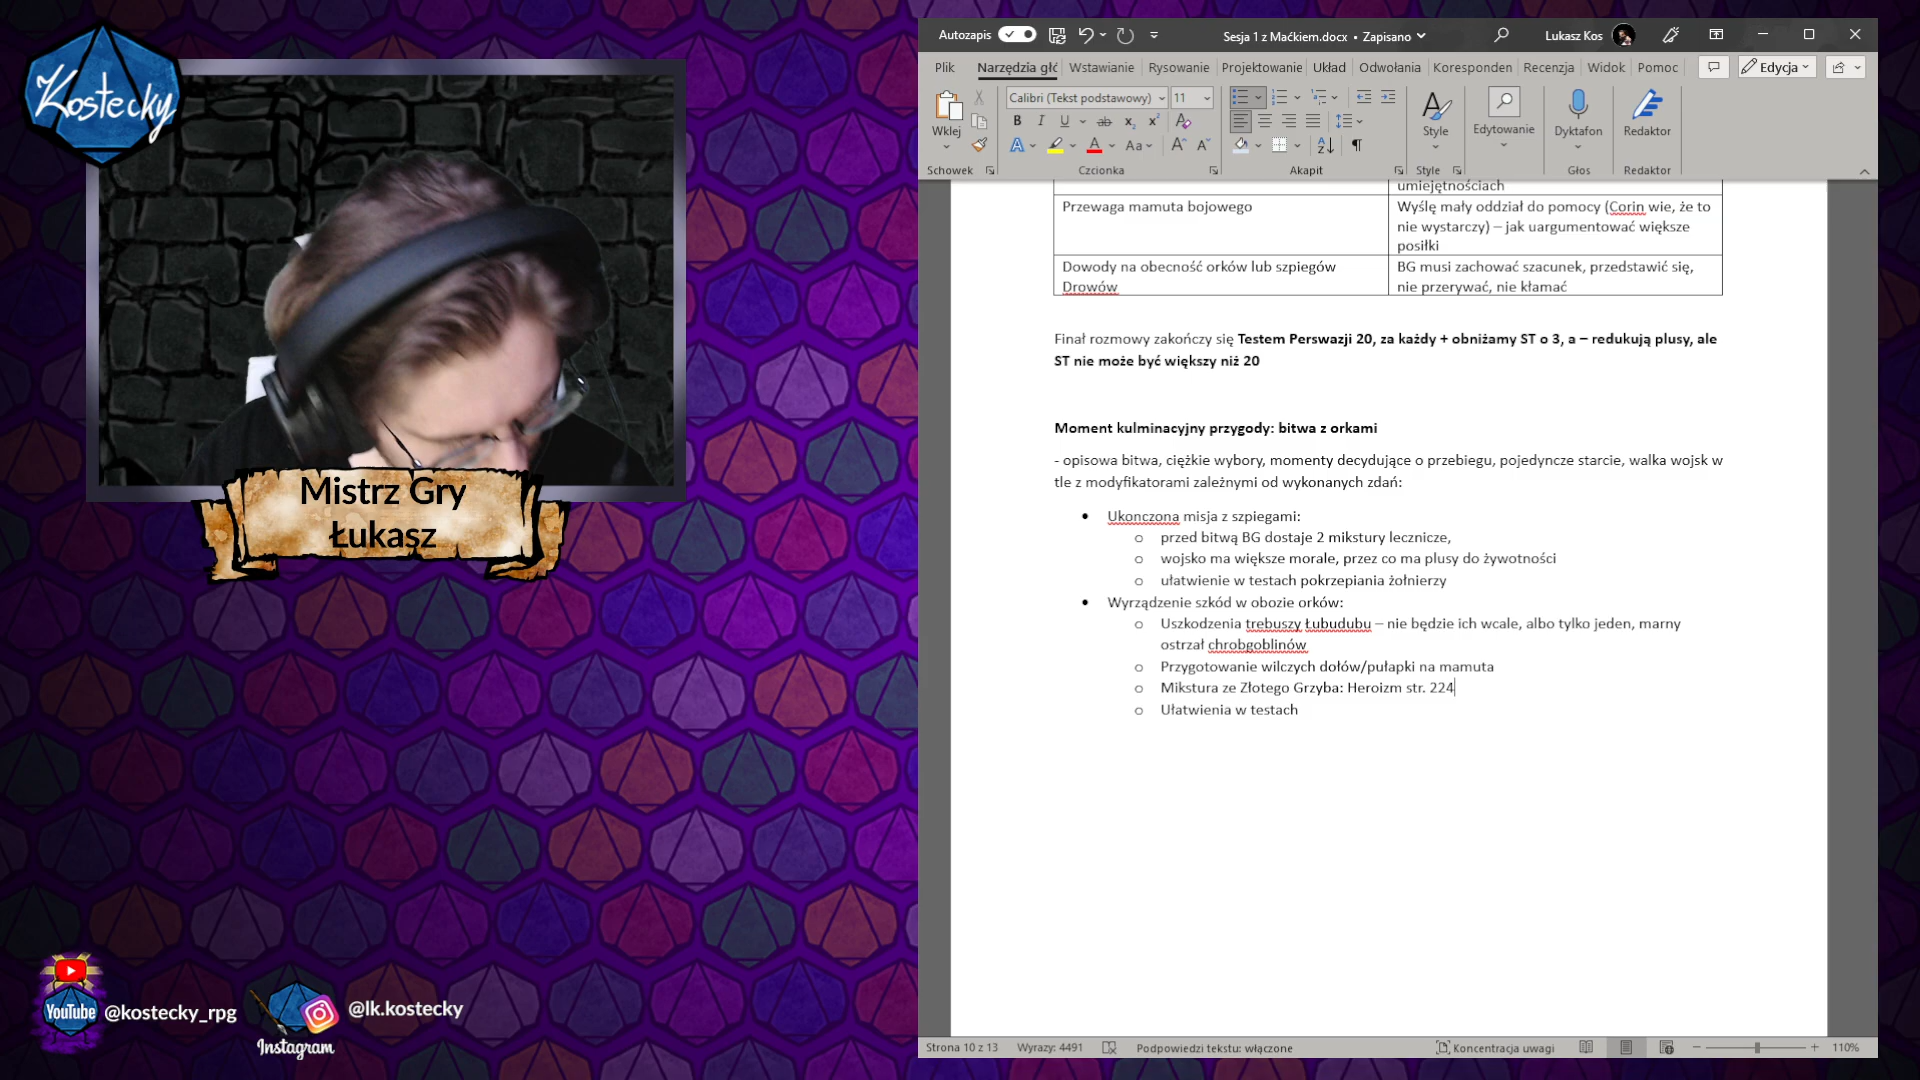 Kostecky
Mistrz Gry
Łukasz
YouTube
@kostecky_rpg
Instagram
@lk.kostecky
Autozapis
Sesja 1 z Maćkiem.docx • Zapisano
Lukasz Kos
Plik
Narzędzia głć
Wstawianie
Rysowanie
Projektowanie
Układ
Odwołania
Koresponden
Recenzja
Widok
Pomoc
Edycja
Wklej
Calibri (Tekst podstawowy)
11
Style
Edytowanie
Dyktafon
Redaktor
Schowek
Czcionka
Akapit
Style
Głos
Redaktor
umiejętnościach
Przewaga mamuta bojowego
Wyślę mały oddział do pomocy (Corin wie, że to
nie wystarczy) – jak uargumentować większe
posiłki
Dowody na obecność orków lub szpiegów
Drowów
BG musi zachować szacunek, przedstawić się,
nie przerywać, nie kłamać
Finał rozmowy zakończy się Testem Perswazji 20, za każdy + obniżamy ST o 3, a – redukują plusy, ale
ST nie może być większy niż 20
Moment kulminacyjny przygody: bitwa z orkami
- opisowa bitwa, ciężkie wybory, momenty decydujące o przebiegu, pojedyncze starcie, walka wojsk w
tle z modyfikatorami zależnymi od wykonanych zdań:
• Ukonczona misja z szpiegami:
o przed bitwą BG dostaje 2 mikstury lecznicze,
o wojsko ma większe morale, przez co ma plusy do żywotności
o ułatwienie w testach pokrzepiania żołnierzy
• Wyrządzenie szkód w obozie orków:
o Uszkodzenia trebuszy Łubudubu – nie będzie ich wcale, albo tylko jeden, marny
ostrzał chrobgoblinów
o Przygotowanie wilczych dołów/pułapki na mamuta
o Mikstura ze Złotego Grzyba: Heroizm str. 224
o Ułatwienia w testach
Strona 10 z 13
Wyrazy: 4491
Podpowiedzi tekstu: włączone
Koncentracja uwagi
110%